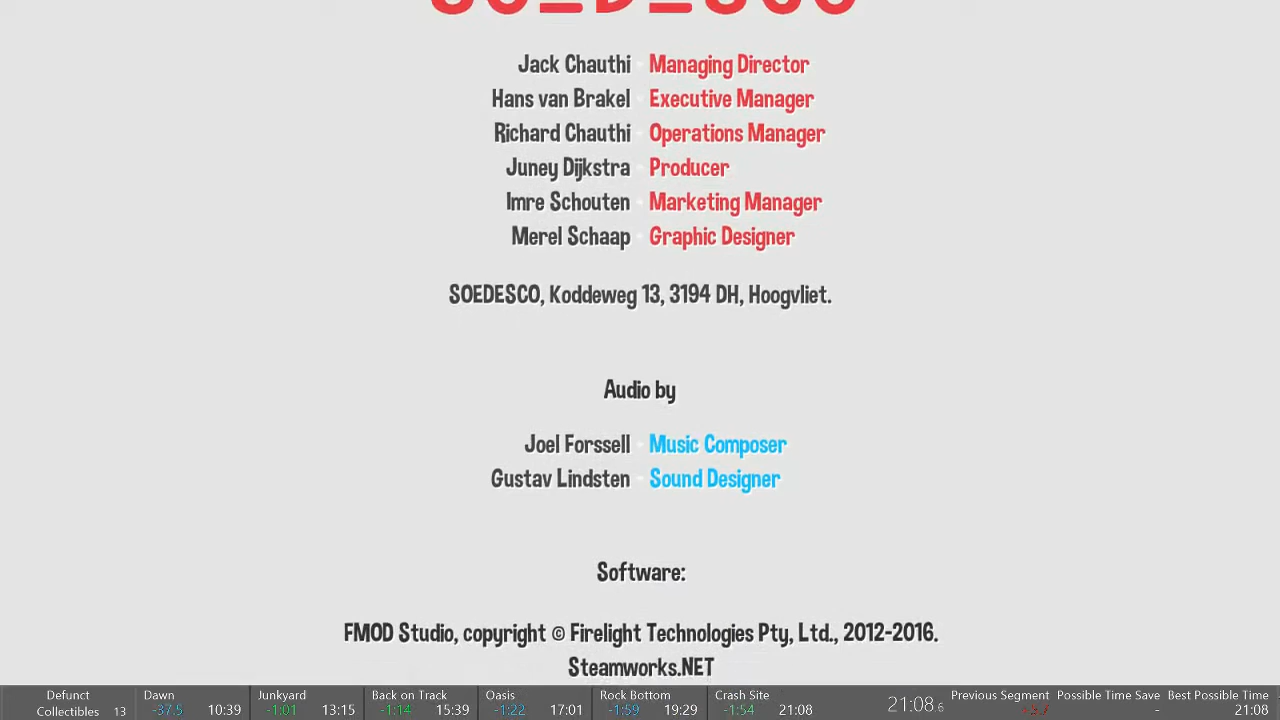 SOEDESCO
Jack Chauthi · Managing Director
Hans van Brakel · Executive Manager
Richard Chauthi · Operations Manager
Juney Dijkstra · Producer
Imre Schouten · Marketing Manager
Merel Schaap · Graphic Designer
SOEDESCO, Koddeweg 13, 3194 DH, Hoogvliet.
Audio by
Joel Forssell · Music Composer
Gustav Lindsten · Sound Designer
Software:
FMOD Studio, copyright © Firelight Technologies Pty, Ltd., 2012-2016.
Steamworks.NET
Defunct Dawn Junkyard Back on Track Oasis Rock Bottom Crash Site 21:08.6 Previous Segment Possible Time Save Best Possible Time
Collectibles 13 -37.5 10:39 -1:01 13:15 -1:14 15:39 -1:22 17:01 -1:59 19:29 -1:54 21:08 - 21:08